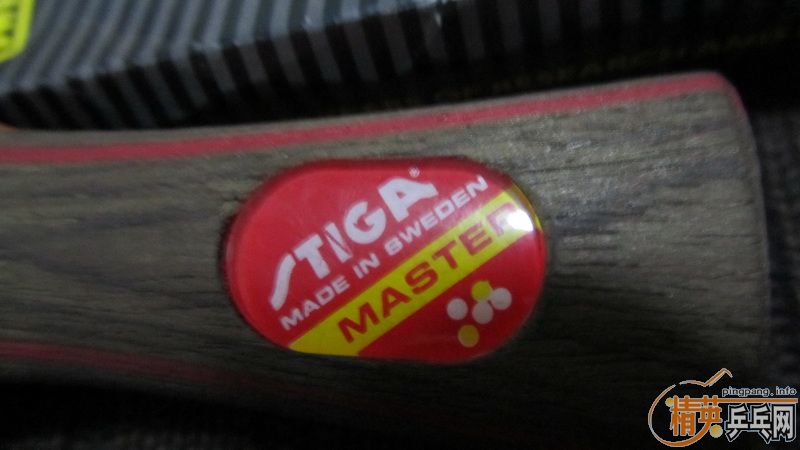 STIGA®
MADE IN SWEDEN
MASTER
pingpang.info
精英乒乓网